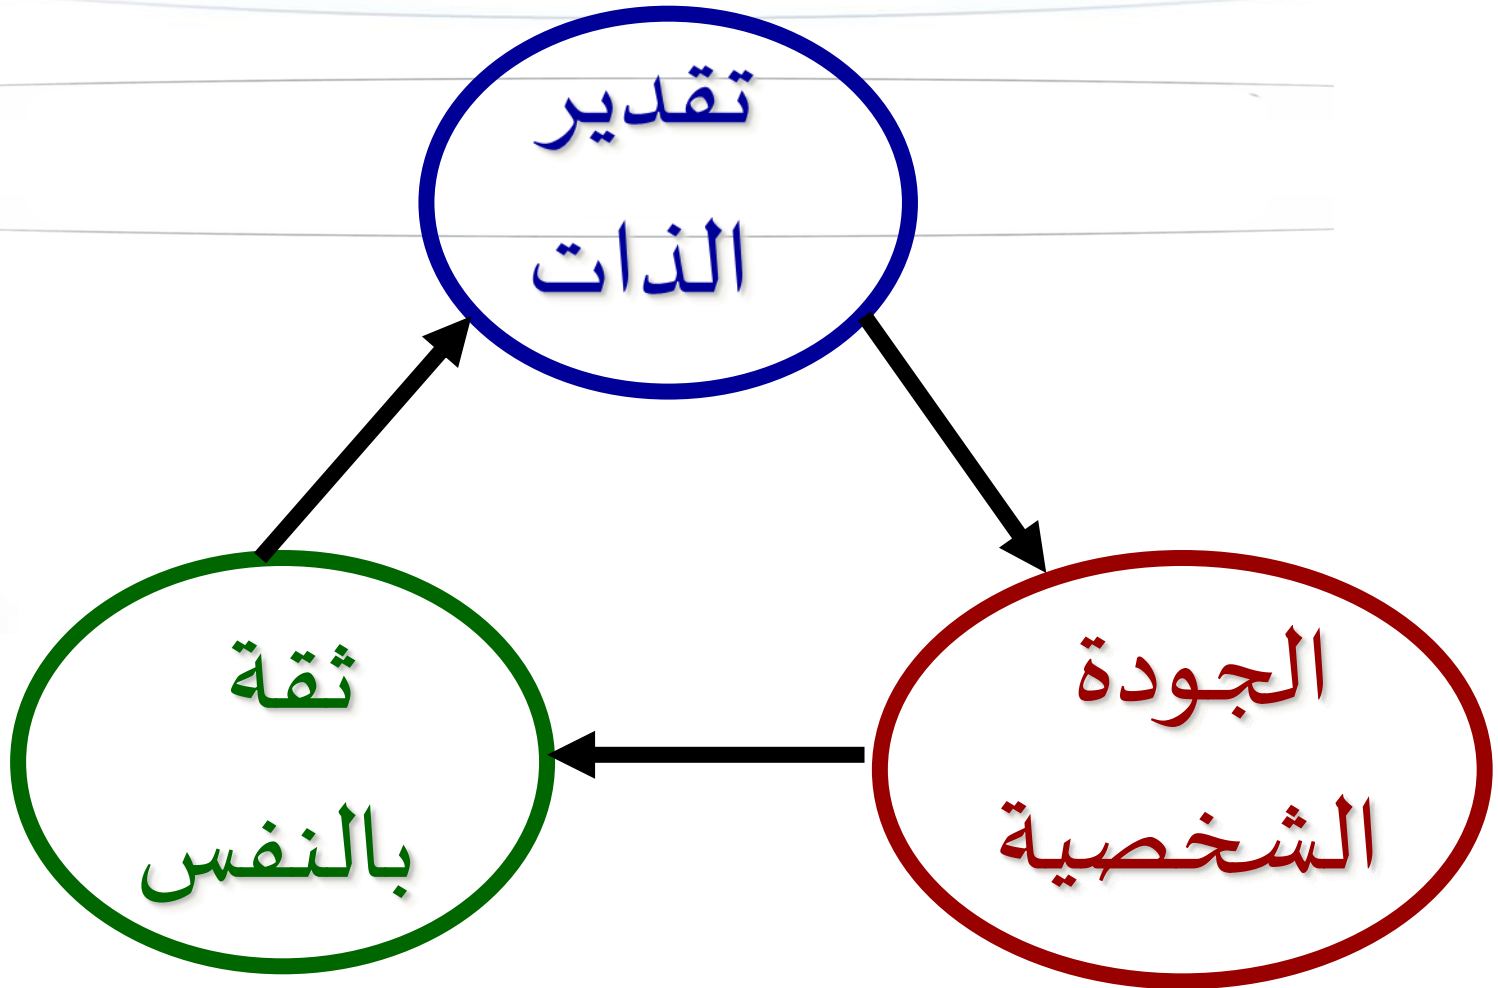 تقدير
الذات
الجودة
الشخصية
ثقة
بالنفس